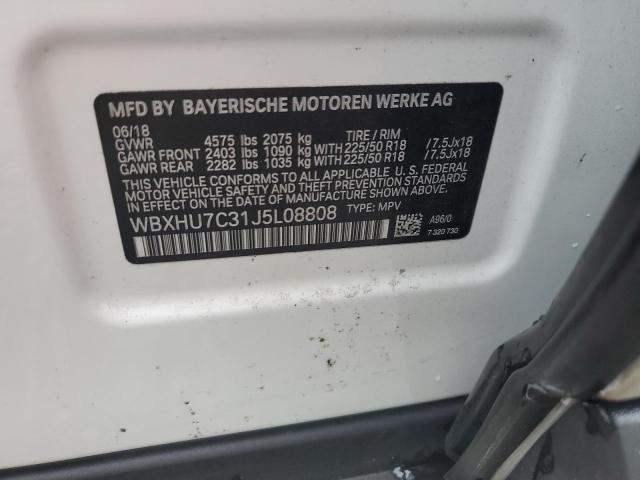 MFD BY BAYERISCHE MOTOREN WERKE AG
06/18
GVWR 4575 lbs 2075 kg TIRE / RIM
GAWR FRONT 2403 lbs 1090 kg WITH 225/50 R18 /7.5Jx18
GAWR REAR 2282 lbs 1035 kg WITH 225/50 R18 /7.5Jx18
THIS VEHICLE CONFORMS TO ALL APPLICABLE U. S. FEDERAL
MOTOR VEHICLE SAFETY AND THEFT PREVENTION STANDARDS
IN EFFECT ON THE DATE OF MANUFACTURE SHOWN ABOVE.
WBXHU7C31J5L08808 TYPE: MPV
A96/0
7 320 730